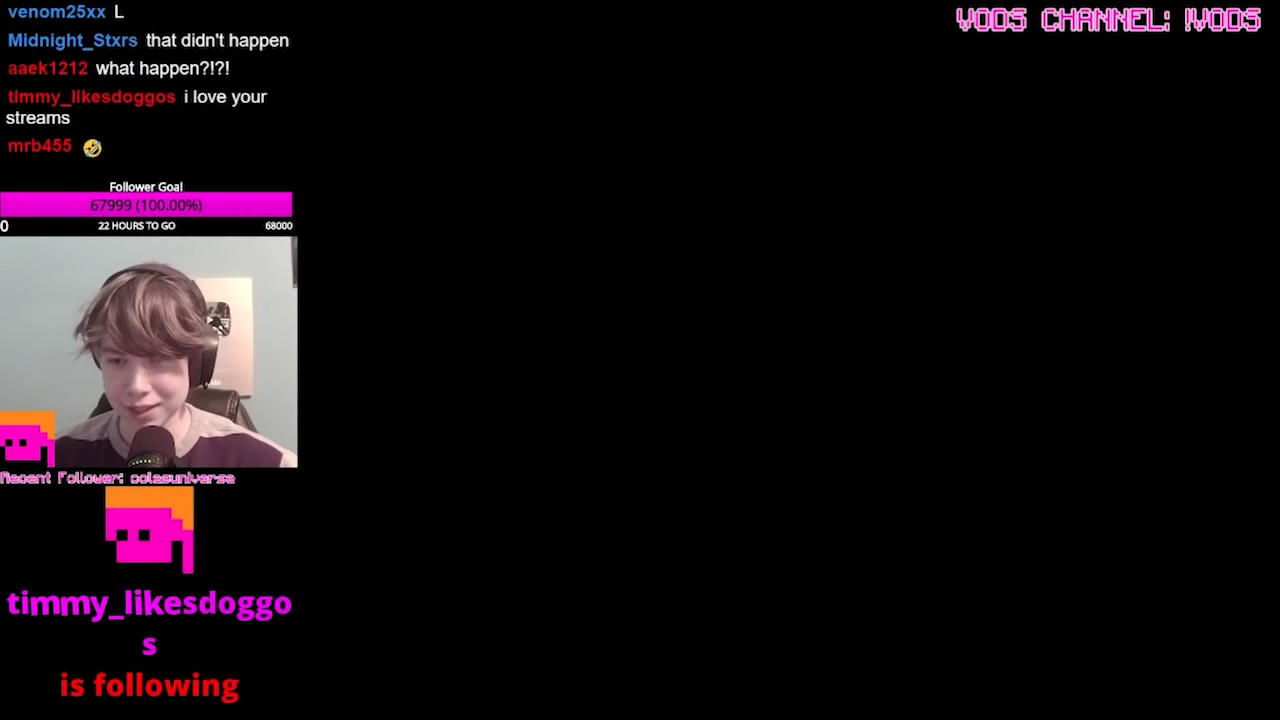 venom25xx L
Midnight_Stxrs that didn't happen
aaek1212 what happen?!?!
timmy_likesdoggos i love your
streams
mrb455 🤣
VODS CHANNEL: !VODS
Follower Goal
67999 (100.00%)
0 22 HOURS TO GO 68000
Recent Follower: colesuniverse
timmy_likesdoggo
s
is following